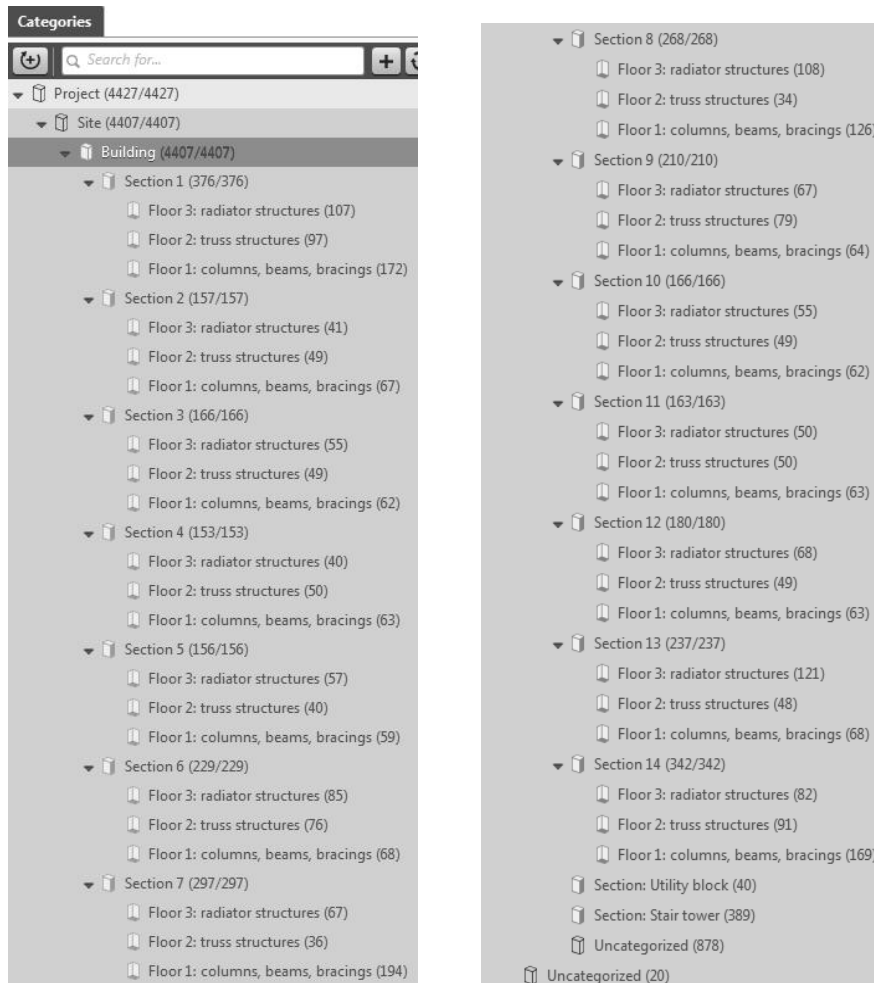 Categories
Search for...
Project (4427/4427)
Site (4407/4407)
Building (4407/4407)
Section 1 (376/376)
Floor 3: radiator structures (107)
Floor 2: truss structures (97)
Floor 1: columns, beams, bracings (172)
Section 2 (157/157)
Floor 3: radiator structures (41)
Floor 2: truss structures (49)
Floor 1: columns, beams, bracings (67)
Section 3 (166/166)
Floor 3: radiator structures (55)
Floor 2: truss structures (49)
Floor 1: columns, beams, bracings (62)
Section 4 (153/153)
Floor 3: radiator structures (40)
Floor 2: truss structures (50)
Floor 1: columns, beams, bracings (63)
Section 5 (156/156)
Floor 3: radiator structures (57)
Floor 2: truss structures (40)
Floor 1: columns, beams, bracings (59)
Section 6 (229/229)
Floor 3: radiator structures (85)
Floor 2: truss structures (76)
Floor 1: columns, beams, bracings (68)
Section 7 (297/297)
Floor 3: radiator structures (67)
Floor 2: truss structures (36)
Floor 1: columns, beams, bracings (194)
Section 8 (268/268)
Floor 3: radiator structures (108)
Floor 2: truss structures (34)
Floor 1: columns, beams, bracings (126)
Section 9 (210/210)
Floor 3: radiator structures (67)
Floor 2: truss structures (79)
Floor 1: columns, beams, bracings (64)
Section 10 (166/166)
Floor 3: radiator structures (55)
Floor 2: truss structures (49)
Floor 1: columns, beams, bracings (62)
Section 11 (163/163)
Floor 3: radiator structures (50)
Floor 2: truss structures (50)
Floor 1: columns, beams, bracings (63)
Section 12 (180/180)
Floor 3: radiator structures (68)
Floor 2: truss structures (49)
Floor 1: columns, beams, bracings (63)
Section 13 (237/237)
Floor 3: radiator structures (121)
Floor 2: truss structures (48)
Floor 1: columns, beams, bracings (68)
Section 14 (342/342)
Floor 3: radiator structures (82)
Floor 2: truss structures (91)
Floor 1: columns, beams, bracings (169)
Section: Utility block (40)
Section: Stair tower (389)
Uncategorized (878)
Uncategorized (20)